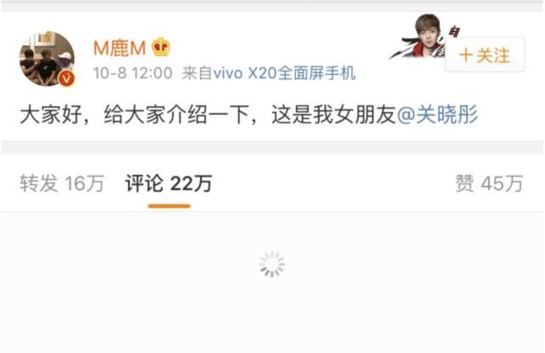 M鹿M
10-8 12:00 来自vivo X20全面屏手机
+关注
大家好，给大家介绍一下，这是我女朋友@关晓彤
转发 16万 评论 22万 赞 45万